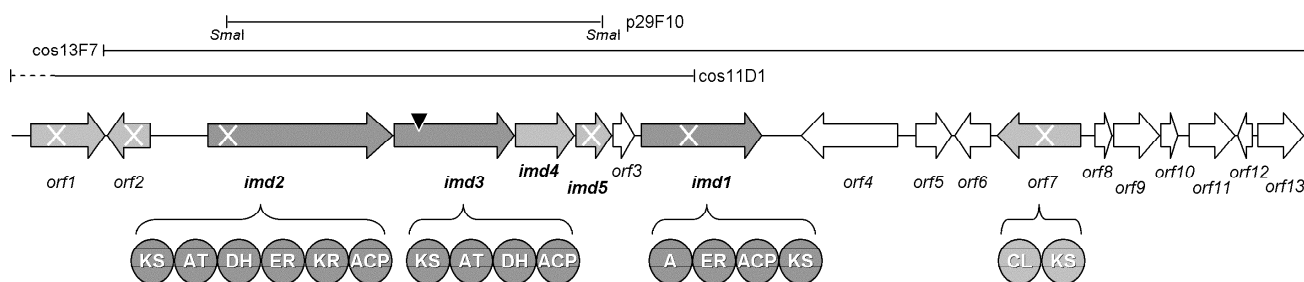 p29F10
SmaI SmaI
cos13F7
cos11D1
X X X X X X
orf1 orf2 imd2 imd3 imd4 imd5 orf3 imd1 orf4 orf5 orf6 orf7 orf8 orf9 orf10 orf11 orf12 orf13
KS AT DH ER KR ACP KS AT DH ACP A ER ACP KS CL KS